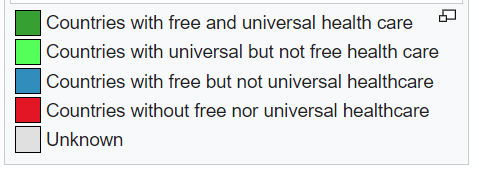 Countries with free and universal health care
Countries with universal but not free health care
Countries with free but not universal healthcare
Countries without free nor universal healthcare
Unknown